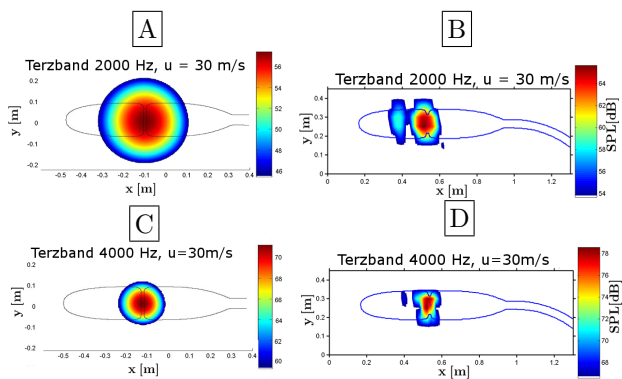 A
B
Terzband 2000 Hz, u = 30 m/s
Terzband 2000 Hz, u = 30 m/s
0.2
0.1
0
-0.1
-0.2
y [m]
-0.5 -0.4 -0.3 -0.2 -0.1 0 0.1 0.2 0.3 0.4
x [m]
56
54
52
50
48
46
0.4
0.3
0.2
0.1
0
y [m]
0 0.2 0.4 0.6 0.8 1.0 1.2
x [m]
64
62
60
58
56
54
SPL[dB]
C
D
Terzband 4000 Hz, u=30m/s
Terzband 4000 Hz, u=30m/s
0.2
0.1
0
-0.1
-0.2
y [m]
-0.5 -0.4 -0.3 -0.2 -0.1 0 0.1 0.2 0.3 0.4
x [m]
70
68
66
64
62
60
0.4
0.3
0.2
0.1
0
y [m]
0 0.2 0.4 0.6 0.8 1.0 1.2
x [m]
78
76
74
72
70
68
SPL[dB]